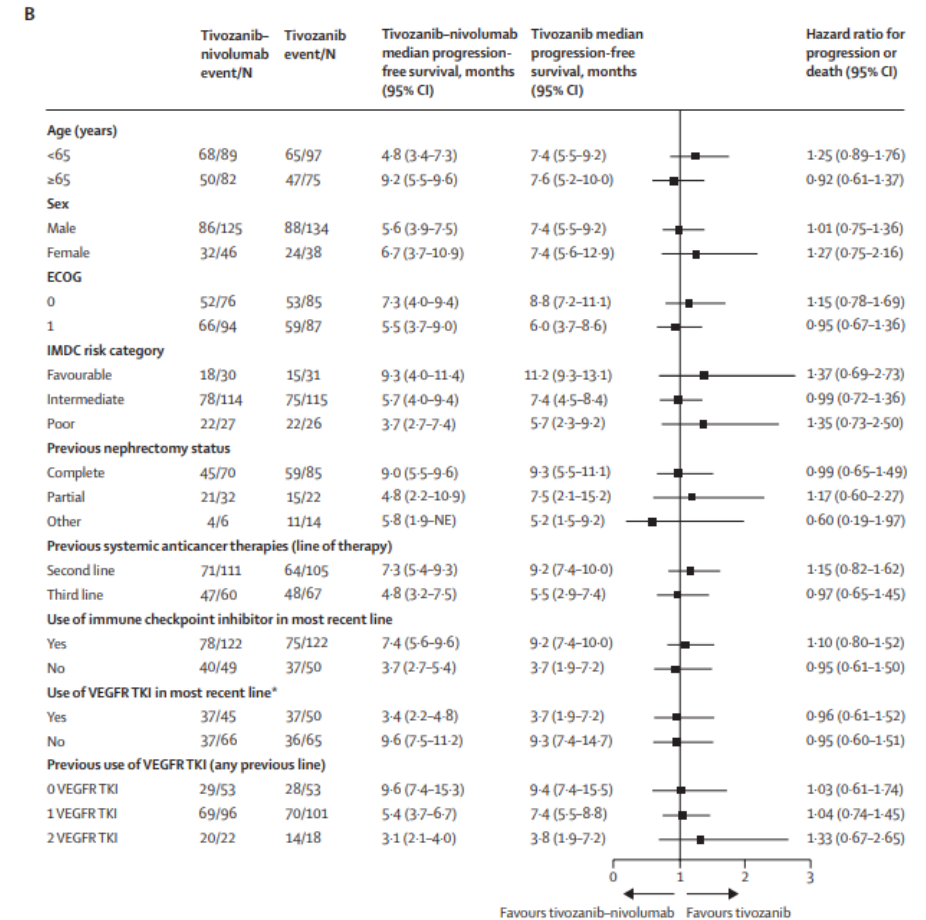 B
Tivozanib–nivolumab event/N Tivozanib event/N Tivozanib–nivolumab median progression-free survival, months (95% CI) Tivozanib median progression-free survival, months (95% CI) Hazard ratio for progression or death (95% CI)
Age (years)
<65 68/89 65/97 4·8 (3·4–7·3) 7·4 (5·5–9·2) 1·25 (0·89–1·76)
≥65 50/82 47/75 9·2 (5·5–9·6) 7·6 (5·2–10·0) 0·92 (0·61–1·37)
Sex
Male 86/125 88/134 5·6 (3·9–7·5) 7·4 (5·5–9·2) 1·01 (0·75–1·36)
Female 32/46 24/38 6·7 (3·7–10·9) 7·4 (5·6–12·9) 1·27 (0·75–2·16)
ECOG
0 52/76 53/85 7·3 (4·0–9·4) 8·8 (7·2–11·1) 1·15 (0·78–1·69)
1 66/94 59/87 5·5 (3·7–9·0) 6·0 (3·7–8·6) 0·95 (0·67–1·36)
IMDC risk category
Favourable 18/30 15/31 9·3 (4·0–11·4) 11·2 (9·3–13·1) 1·37 (0·69–2·73)
Intermediate 78/114 75/115 5·7 (4·0–9·4) 7·4 (4·5–8·4) 0·99 (0·72–1·36)
Poor 22/27 22/26 3·7 (2·7–7·4) 5·7 (2·3–9·2) 1·35 (0·73–2·50)
Previous nephrectomy status
Complete 45/70 59/85 9·0 (5·5–9·6) 9·3 (5·5–11·1) 0·99 (0·65–1·49)
Partial 21/32 15/22 4·8 (2·2–10·9) 7·5 (2·1–15·2) 1·17 (0·60–2·27)
Other 4/6 11/14 5·8 (1·9–NE) 5·2 (1·5–9·2) 0·60 (0·19–1·97)
Previous systemic anticancer therapies (line of therapy)
Second line 71/111 64/105 7·3 (5·4–9·3) 9·2 (7·4–10·0) 1·15 (0·82–1·62)
Third line 47/60 48/67 4·8 (3·2–7·5) 5·5 (2·9–7·4) 0·97 (0·65–1·45)
Use of immune checkpoint inhibitor in most recent line
Yes 78/122 75/122 7·4 (5·6–9·6) 9·2 (7·4–10·0) 1·10 (0·80–1·52)
No 40/49 37/50 3·7 (2·7–5·4) 3·7 (1·9–7·2) 0·95 (0·61–1·50)
Use of VEGFR TKI in most recent line*
Yes 37/45 37/50 3·4 (2·2–4·8) 3·7 (1·9–7·2) 0·96 (0·61–1·52)
No 37/66 36/65 9·6 (7·5–11·2) 9·3 (7·4–14·7) 0·95 (0·60–1·51)
Previous use of VEGFR TKI (any previous line)
0 VEGFR TKI 29/53 28/53 9·6 (7·4–15·3) 9·4 (7·4–15·5) 1·03 (0·61–1·74)
1 VEGFR TKI 69/96 70/101 5·4 (3·7–6·7) 7·4 (5·5–8·8) 1·04 (0·74–1·45)
2 VEGFR TKI 20/22 14/18 3·1 (2·1–4·0) 3·8 (1·9–7·2) 1·33 (0·67–2·65)
0 1 2 3
Favours tivozanib–nivolumab Favours tivozanib